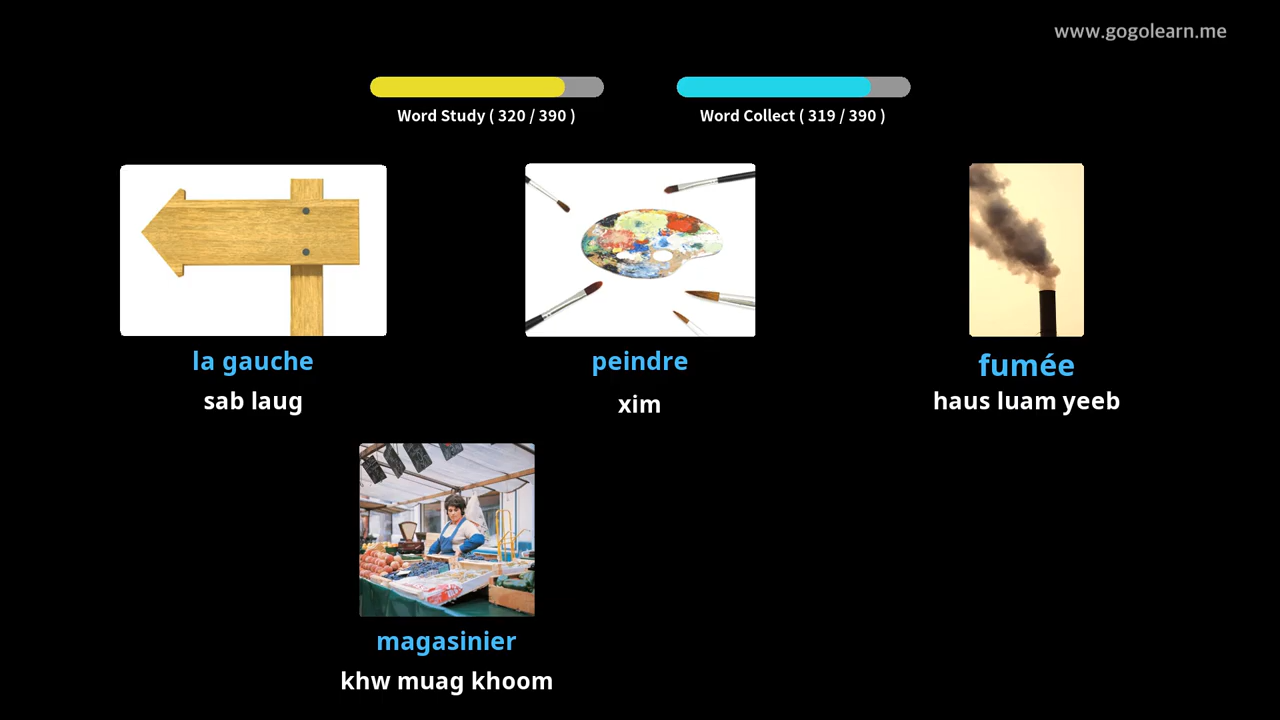 www.gogolearn.me
Word Study ( 320 / 390 )
Word Collect ( 319 / 390 )
la gauche
sab laug
peindre
xim
fumée
haus luam yeeb
magasinier
khw muag khoom